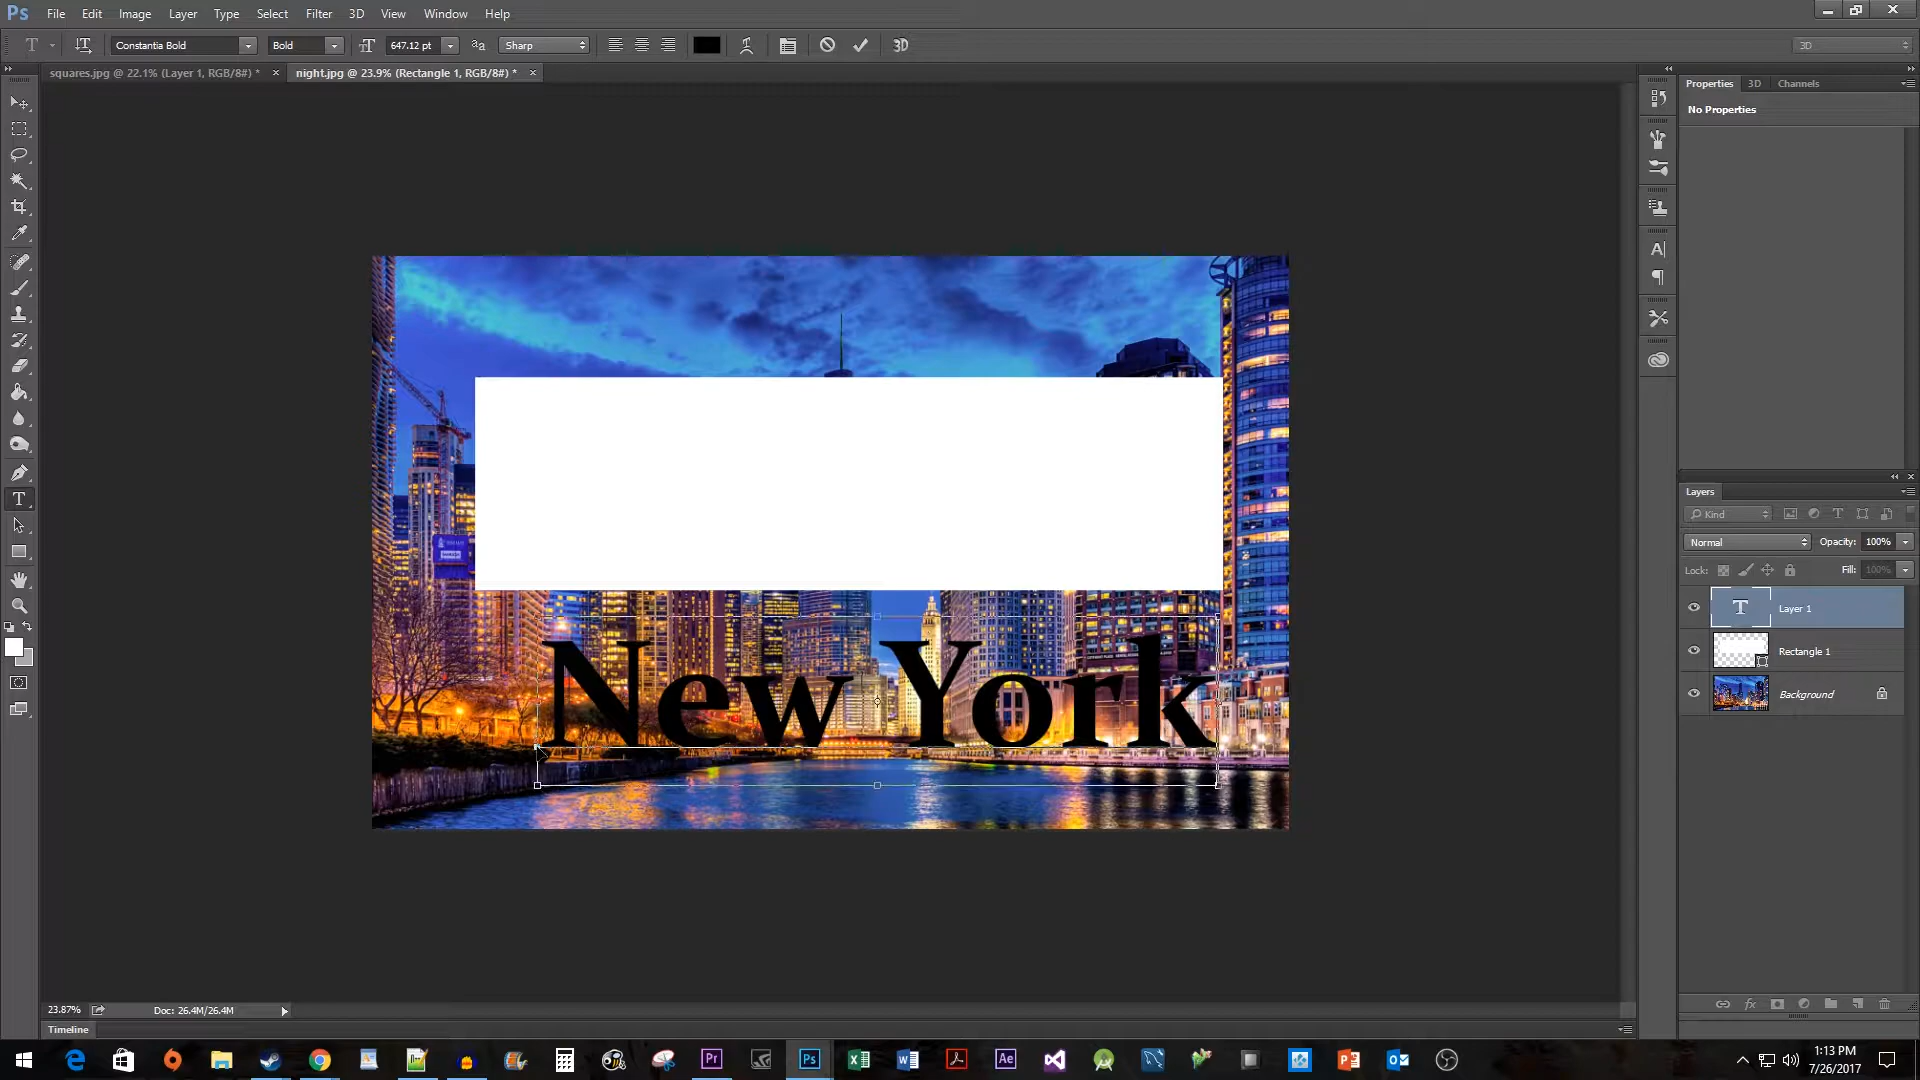 Ps File Edit Image Layer Type Select Filter 3D View Window Help
T Constantia Bold Bold 647.12 pt aa Sharp 3D 3D
squares.jpg @ 22.1% (Layer 1, RGB/8#) * × night.jpg @ 23.9% (Rectangle 1, RGB/8#) * ×
Properties 3D Channels
No Properties
New York
Layers
Kind
Normal Opacity: 100%
Lock: Fill: 100%
T Layer 1
Rectangle 1
Background
23.87% Doc: 26.4M/26.4M
Timeline
1:13 PM
7/26/2017